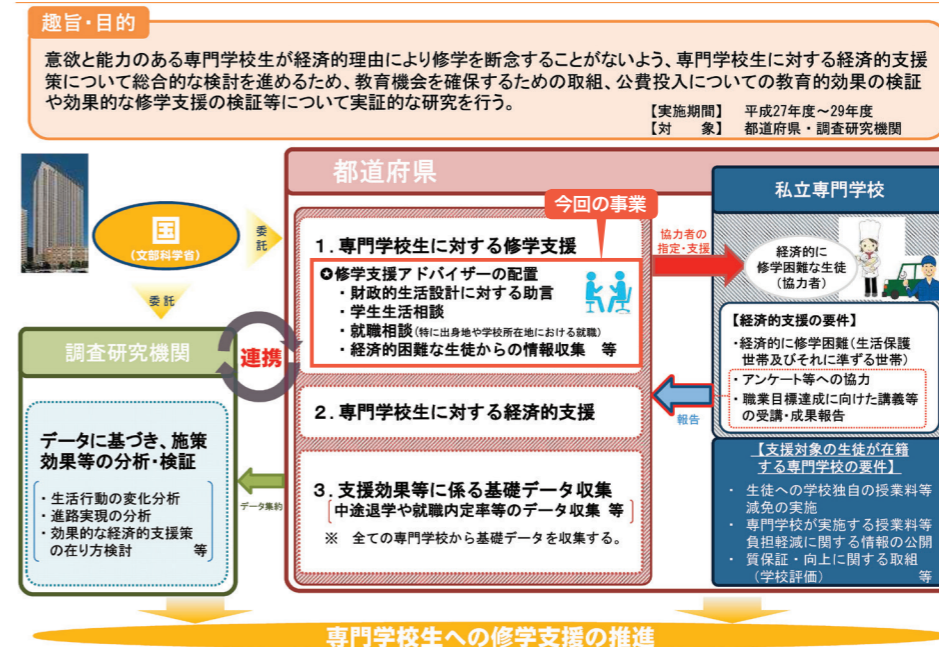 趣旨・目的
意欲と能力のある専門学校生が経済的理由により修学を断念することがないよう、専門学校生に対する経済的支援
策について総合的な検討を進めるため、教育機会を確保するための取組、公費投入についての教育的効果の検証
や効果的な修学支援の検証等について実証的な研究を行う。
【実施期間】 平成27年度～29年度
【対　　象】 都道府県・調査研究機関
国
(文部科学省)
委託
委託
調査研究機関
データに基づき、施策
効果等の分析・検証
・生活行動の変化分析
・進路実現の分析
・効果的な経済的支援策
の在り方検討 等
連携
データ集約
都道府県
今回の事業
1．専門学校生に対する修学支援
✪修学支援アドバイザーの配置
・財政的生活設計に対する助言
・学生生活相談
・就職相談(特に出身地や学校所在地における就職)
・経済的困難な生徒からの情報収集　等
2．専門学校生に対する経済的支援
3．支援効果等に係る基礎データ収集
［中途退学や就職内定率等のデータ収集 等］
※　全ての専門学校から基礎データを収集する。
協力者の
指定・支援
報告
私立専門学校
経済的に
修学困難な生徒
（協力者）
【経済的支援の要件】
・経済的に修学困難（生活保護
世帯及びそれに準ずる世帯）
・アンケート等への協力
・職業目標達成に向けた講義等
の受講・成果報告
【支援対象の生徒が在籍
する専門学校の要件】
・ 生徒への学校独自の授業料等
減免の実施
・ 専門学校が実施する授業料等
負担軽減に関する情報の公開
・ 質保証・向上に関する取組
（学校評価） 等
専門学校生への修学支援の推進